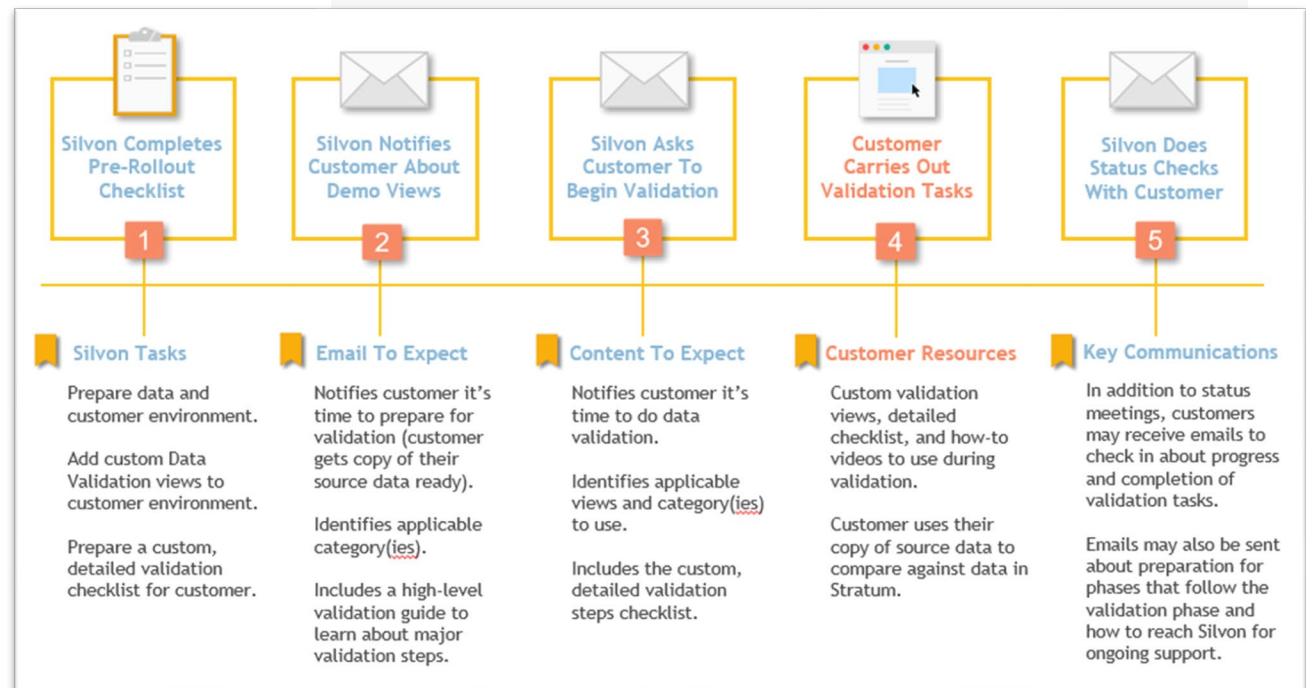 Silvon Completes
Pre-Rollout
Checklist
1
Silvon Notifies
Customer About
Demo Views
2
Silvon Asks
Customer To
Begin Validation
3
Customer
Carries Out
Validation Tasks
4
Silvon Does
Status Checks
With Customer
5
Silvon Tasks
Prepare data and
customer environment.
Add custom Data
Validation views to
customer environment.
Prepare a custom,
detailed validation
checklist for customer.
Email To Expect
Notifies customer it's
time to prepare for
validation (customer
gets copy of their
source data ready).
Identifies applicable
category(ies).
Includes a high-level
validation guide to
learn about major
validation steps.
Content To Expect
Notifies customer it's
time to do data
validation.
Identifies applicable
views and category(ies)
to use.
Includes the custom,
detailed validation
steps checklist.
Customer Resources
Custom validation
views, detailed
checklist, and how-to
videos to use during
validation.
Customer uses their
copy of source data to
compare against data in
Stratum.
Key Communications
In addition to status
meetings, customers
may receive emails to
check in about progress
and completion of
validation tasks.
Emails may also be sent
about preparation for
phases that follow the
validation phase and
how to reach Silvon for
ongoing support.